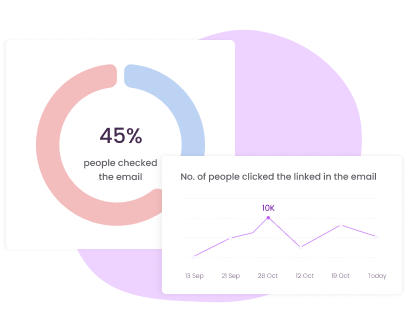 45%
people checked
the email
No. of people clicked the linked in the email
10K
13 Sep 21 Sep 28 Oct 12 Oct 19 Oct Today